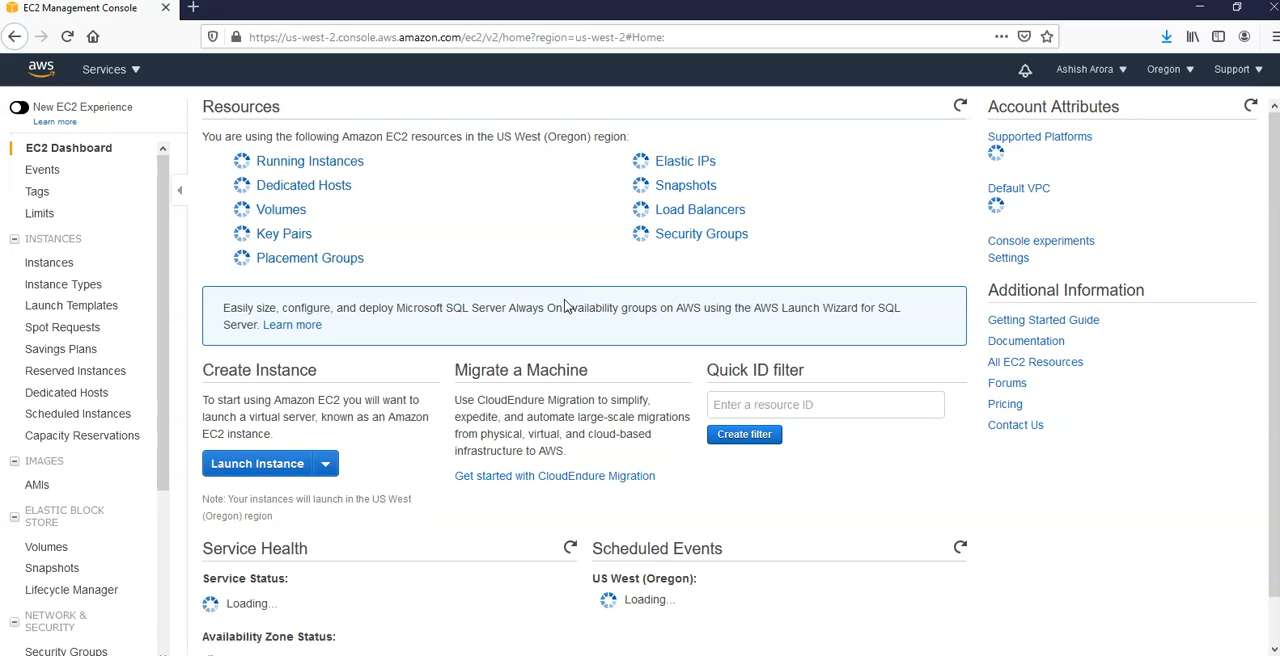 EC2 Management Console
https://us-west-2.console.aws.amazon.com/ec2/v2/home?region=us-west-2#Home:
aws
Services
Ashish Arora
Oregon
Support
New EC2 Experience
Learn more
EC2 Dashboard
Events
Tags
Limits
INSTANCES
Instances
Instance Types
Launch Templates
Spot Requests
Savings Plans
Reserved Instances
Dedicated Hosts
Scheduled Instances
Capacity Reservations
IMAGES
AMIs
ELASTIC BLOCK
STORE
Volumes
Snapshots
Lifecycle Manager
NETWORK &
SECURITY
Security Groups
Resources
You are using the following Amazon EC2 resources in the US West (Oregon) region:
Running Instances
Dedicated Hosts
Volumes
Key Pairs
Placement Groups
Elastic IPs
Snapshots
Load Balancers
Security Groups
Easily size, configure, and deploy Microsoft SQL Server Always On availability groups on AWS using the AWS Launch Wizard for SQL
Server. Learn more
Create Instance
To start using Amazon EC2 you will want to
launch a virtual server, known as an Amazon
EC2 instance.
Launch Instance
Note: Your instances will launch in the US West
(Oregon) region
Migrate a Machine
Use CloudEndure Migration to simplify,
expedite, and automate large-scale migrations
from physical, virtual, and cloud-based
infrastructure to AWS.
Get started with CloudEndure Migration
Quick ID filter
Enter a resource ID
Create filter
Service Health
Service Status:
Loading...
Availability Zone Status:
Scheduled Events
US West (Oregon):
Loading...
Account Attributes
Supported Platforms
Default VPC
Console experiments
Settings
Additional Information
Getting Started Guide
Documentation
All EC2 Resources
Forums
Pricing
Contact Us